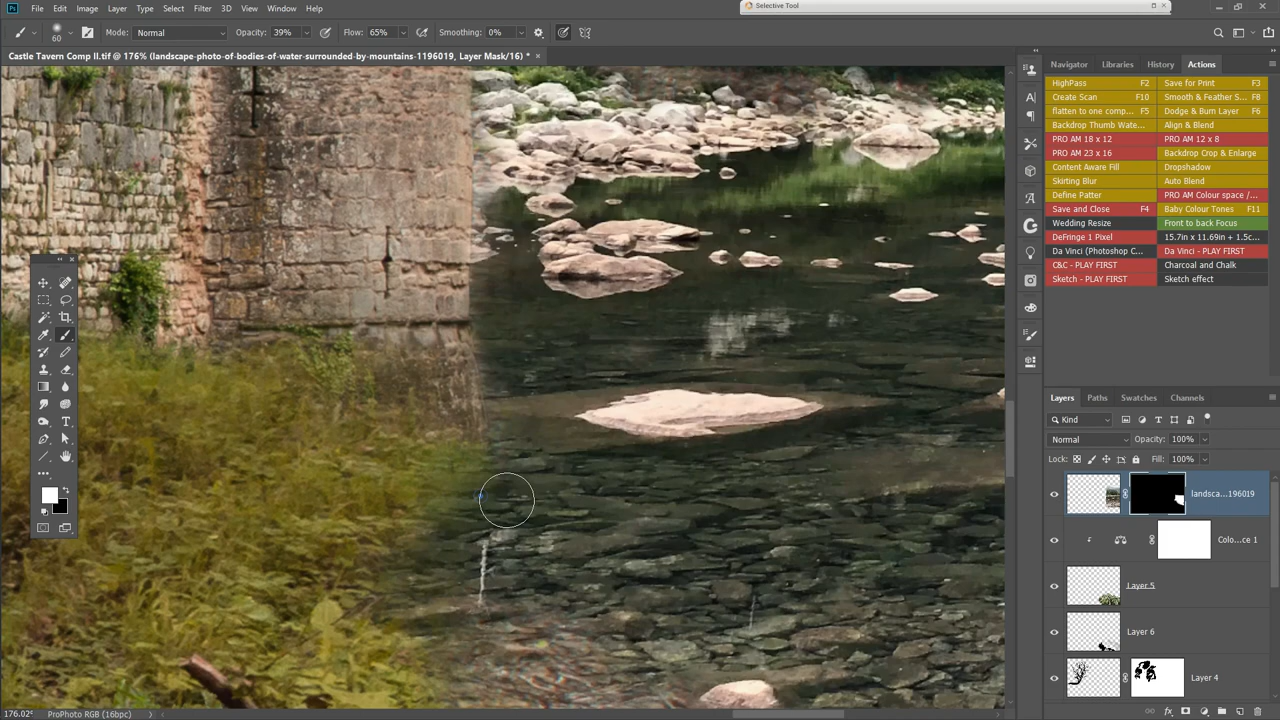 Ps File Edit Image Layer Type Select Filter 3D View Window Help
Selective Tool
60 Mode: Normal Opacity: 39% Flow: 65% Smoothing: 0%
Castle Tavern Comp II.tif @ 176% (landscape-photo-of-bodies-of-water-surrounded-by-mountains-1196019, Layer Mask/16) * ×
Navigator Libraries History Actions
HighPass F2 Save for Print F3
Create Scan F10 Smooth & Feather S... F8
flatten to one comp... F5 Dodge & Burn Layer F6
Backdrop Thumb Wate... Align & Blend
PRO AM 18 x 12 PRO AM 12 x 8
PRO AM 23 x 16 Backdrop Crop & Enlarge
Content Aware Fill Dropshadow
Skirting Blur Auto Blend
Define Patter PRO AM Colour space /...
Save and Close F4 Baby Colour Tones F11
Wedding Resize Front to back Focus
DeFringe 1 Pixel 15.7in x 11.69in + 1.5c...
Da Vinci (Photoshop C... Da Vinci - PLAY FIRST
C&C - PLAY FIRST Charcoal and Chalk
Sketch - PLAY FIRST Sketch effect
Layers Paths Swatches Channels
Kind
Normal Opacity: 100%
Lock: Fill: 100%
landsca...196019
Colo...ce 1
Layer 5
Layer 6
Layer 4
176.02% ProPhoto RGB (16bpc)